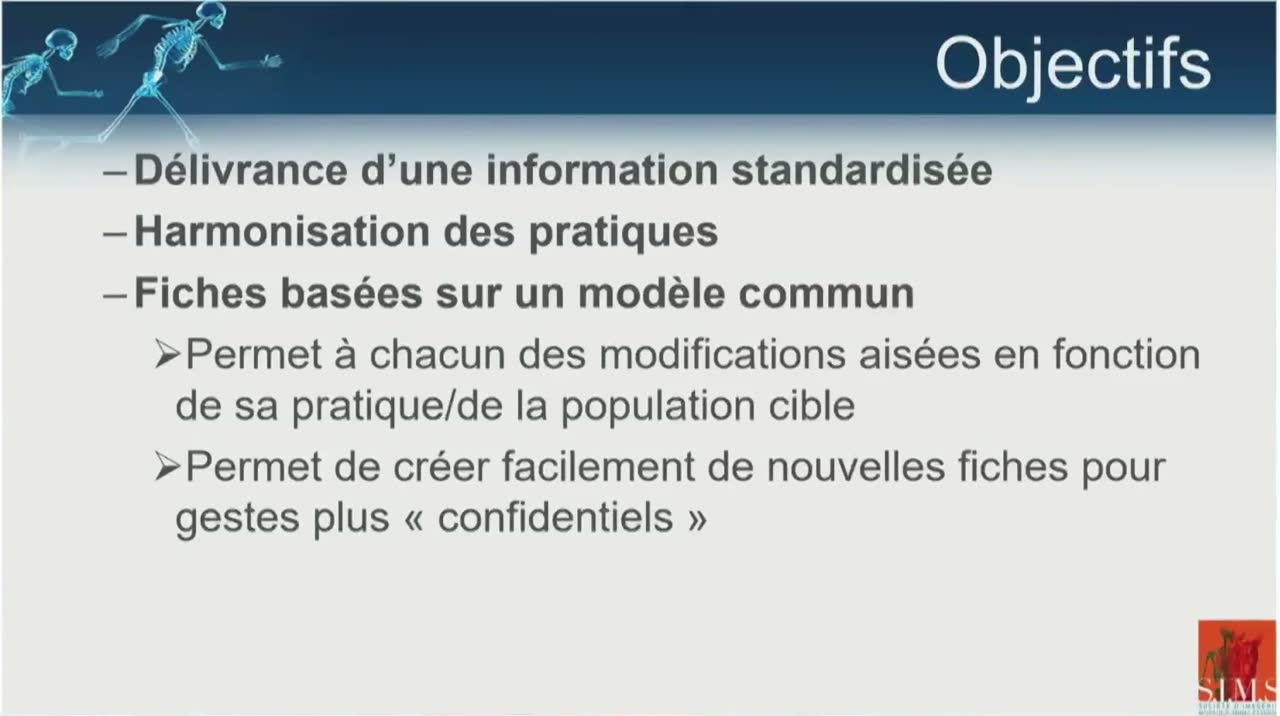 Objectifs
– Délivrance d’une information standardisée
– Harmonisation des pratiques
– Fiches basées sur un modèle commun
➢Permet à chacun des modifications aisées en fonction
de sa pratique/de la population cible
➢Permet de créer facilement de nouvelles fiches pour
gestes plus « confidentiels »
S.I.M.S